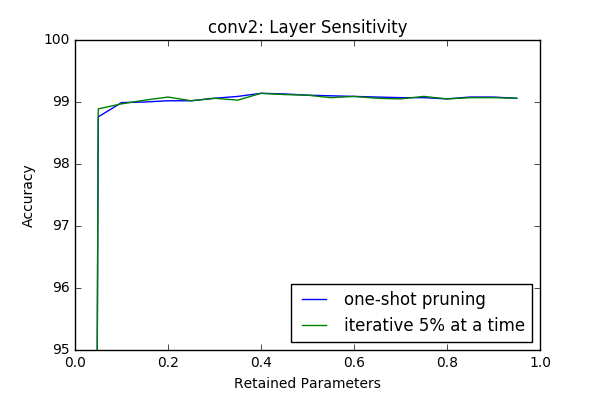 conv2: Layer Sensitivity
100
99
98
97
96
95
Accuracy
0.0
0.2
0.4
0.6
0.8
1.0
Retained Parameters
one-shot pruning
iterative 5% at a time